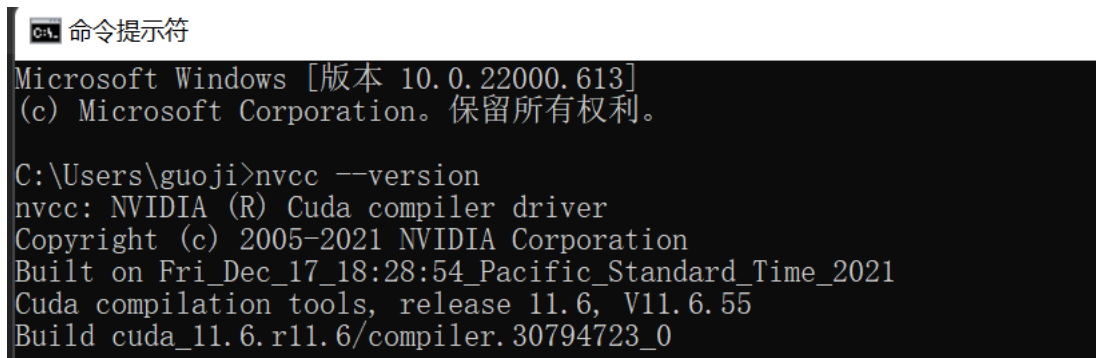 命令提示符
Microsoft Windows [版本 10.0.22000.613]
(c) Microsoft Corporation。保留所有权利。
C:\Users\guoji>nvcc --version
nvcc: NVIDIA (R) Cuda compiler driver
Copyright (c) 2005-2021 NVIDIA Corporation
Built on Fri_Dec_17_18:28:54_Pacific_Standard_Time_2021
Cuda compilation tools, release 11.6, V11.6.55
Build cuda_11.6.r11.6/compiler.30794723_0